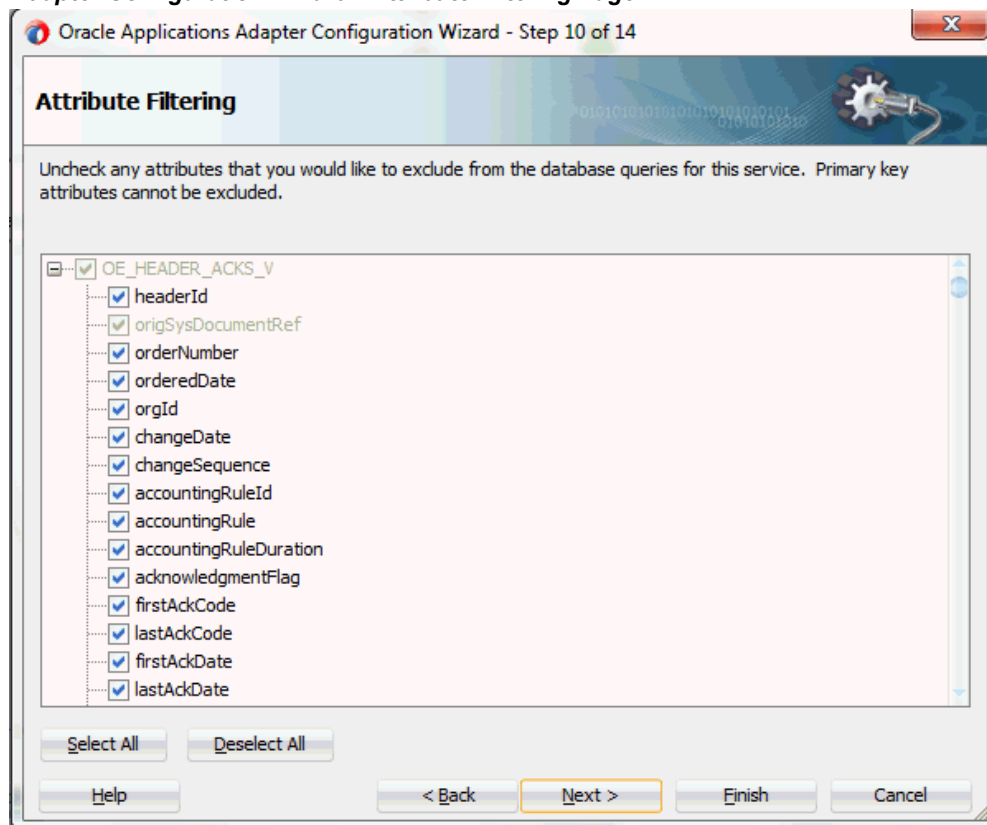 Oracle Applications Adapter Configuration Wizard - Step 10 of 14
Attribute Filtering
Uncheck any attributes that you would like to exclude from the database queries for this service. Primary key
attributes cannot be excluded.
OE_HEADER_ACKS_V
headerId
origSysDocumentRef
orderNumber
orderedDate
orgId
changeDate
changeSequence
accountingRuleId
accountingRule
accountingRuleDuration
acknowledgmentFlag
firstAckCode
lastAckCode
firstAckDate
lastAckDate
Select All Deselect All
Help < Back Next > Finish Cancel